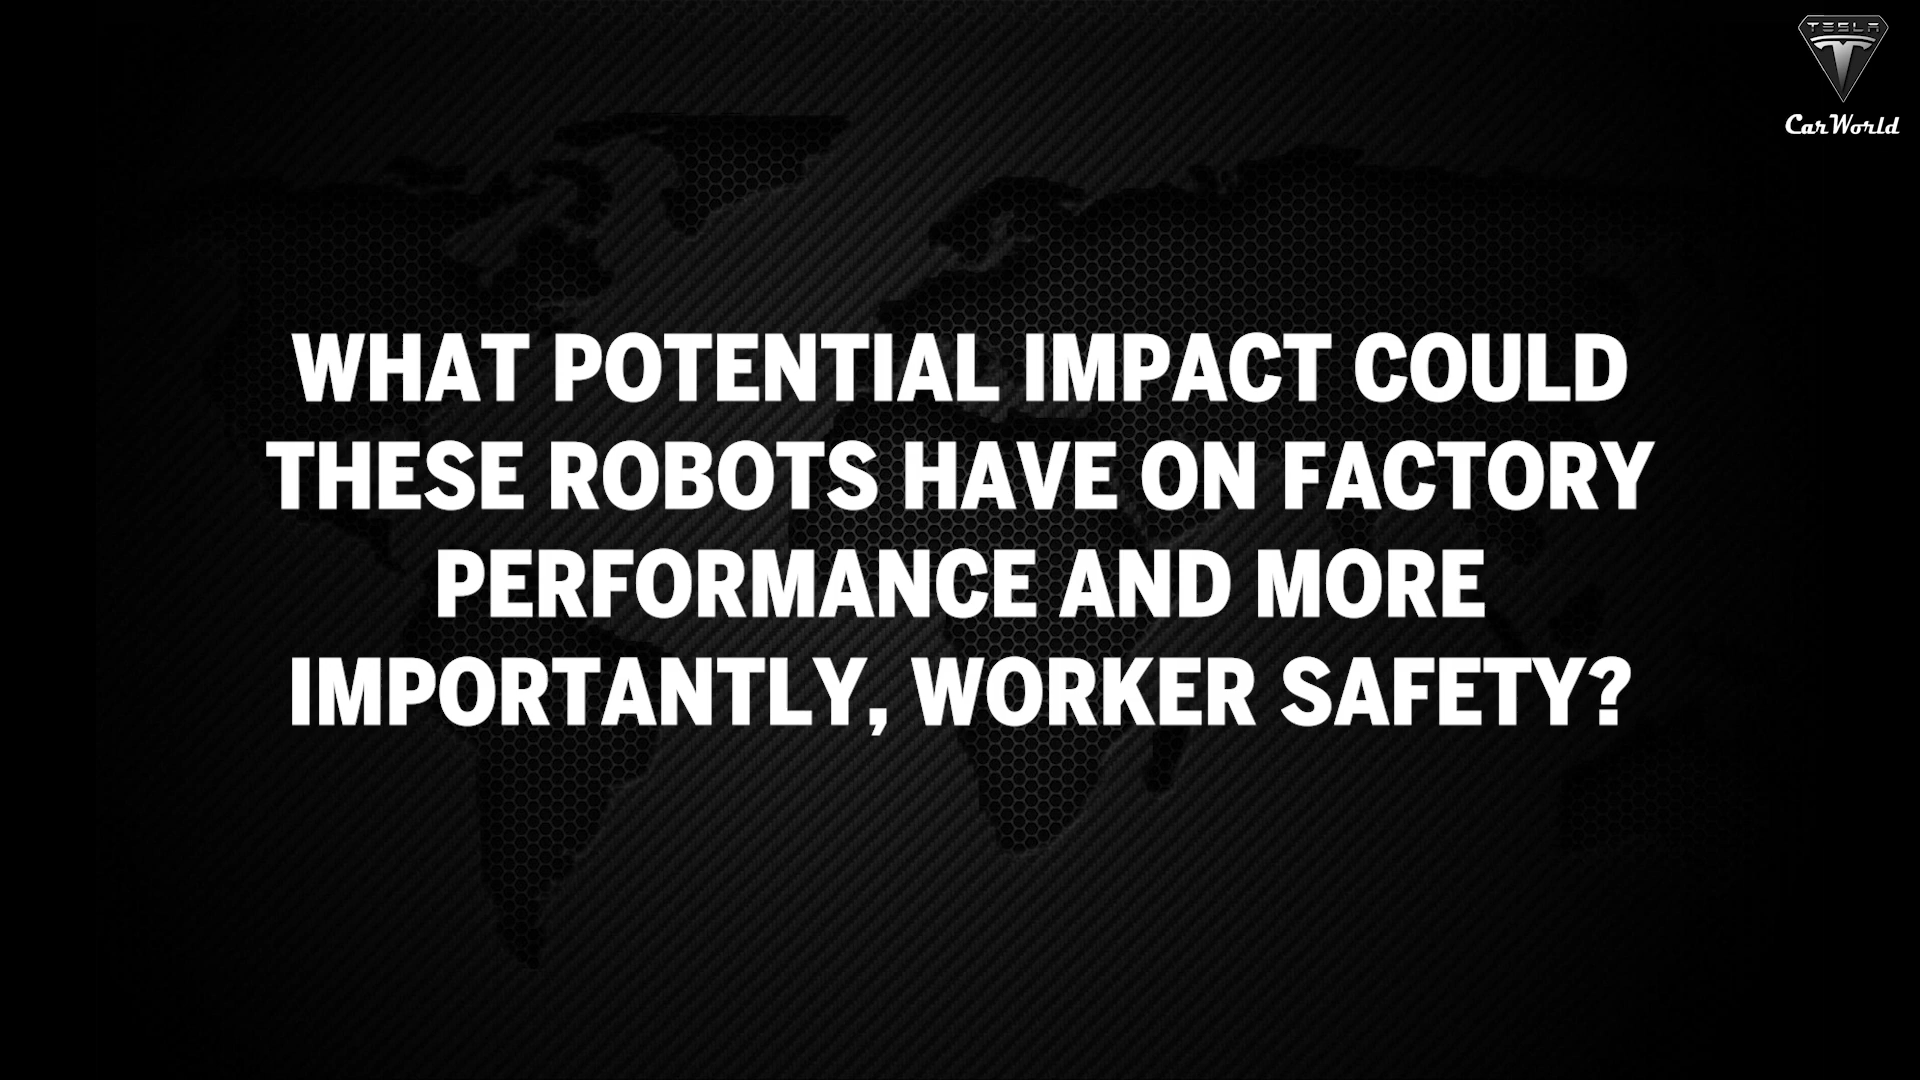 TESLA
CarWorld
WHAT POTENTIAL IMPACT COULD
THESE ROBOTS HAVE ON FACTORY
PERFORMANCE AND MORE
IMPORTANTLY, WORKER SAFETY?